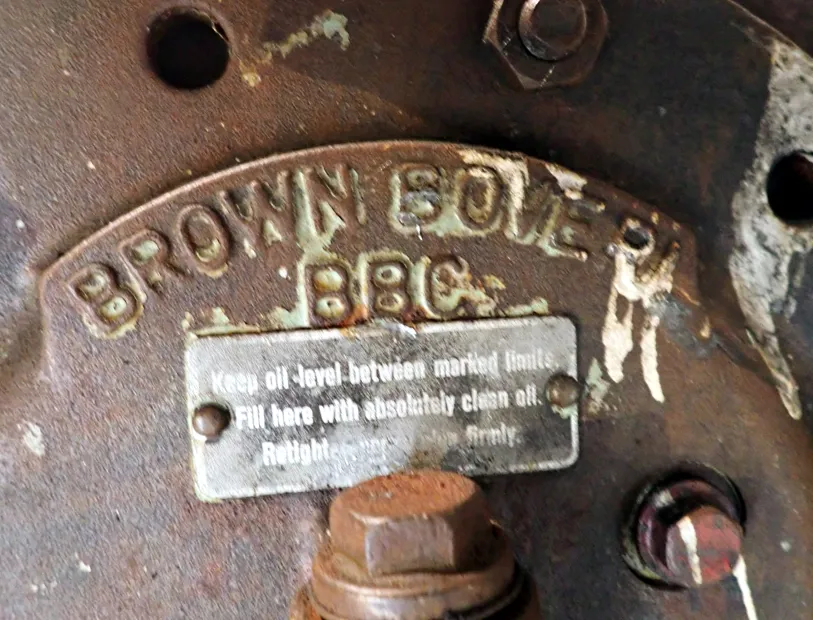 BROWN BOVERI
BBC
Keep oil level between marked limits.
Fill here with absolutely clean oil.
firmly.